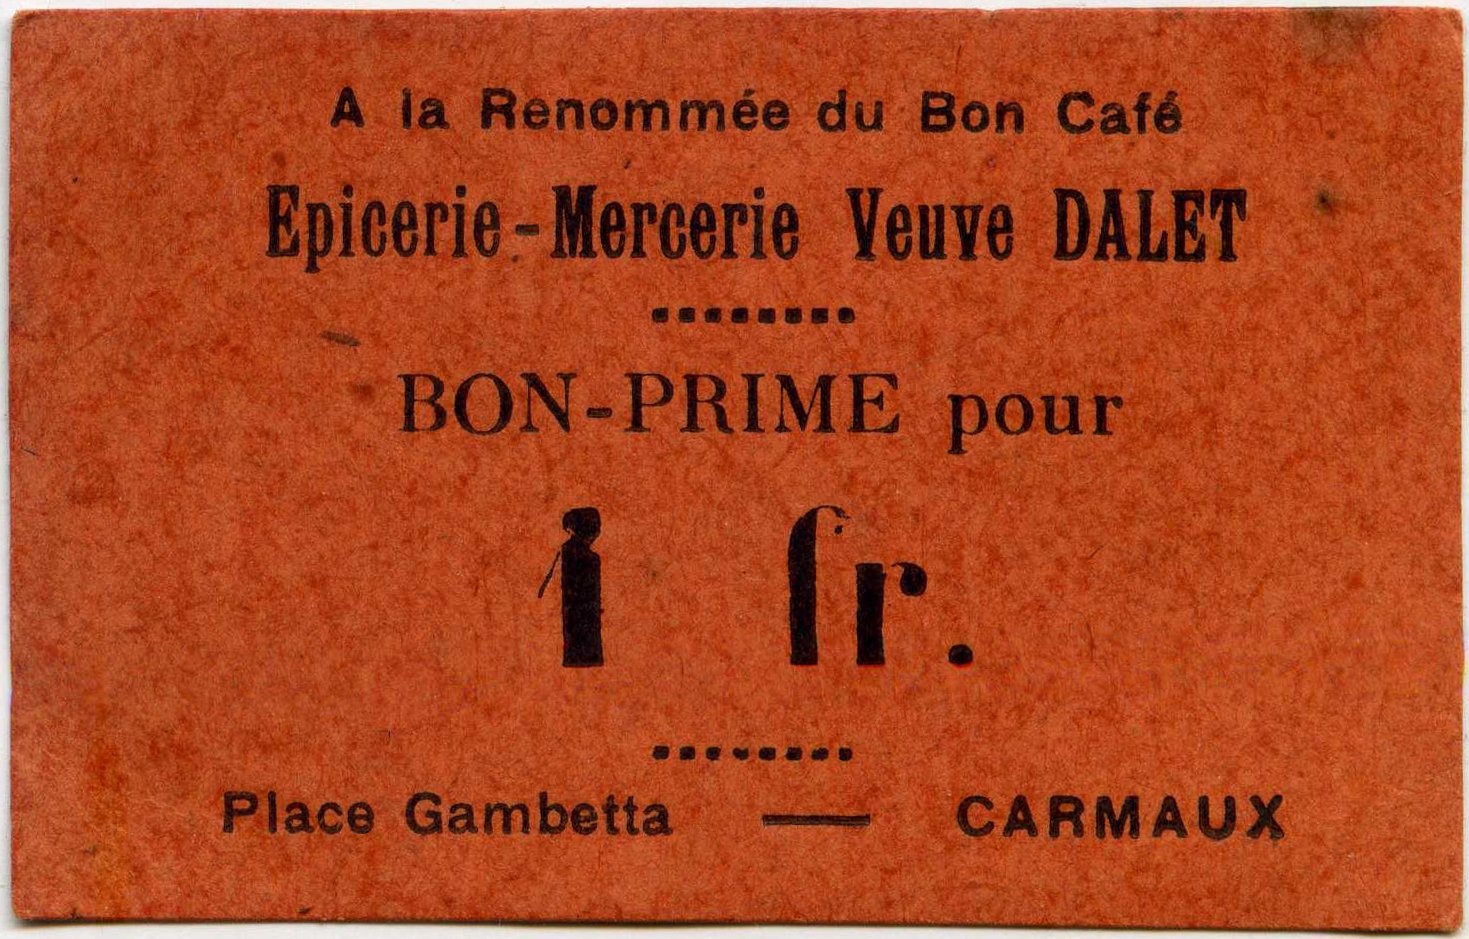 A la Renommée du Bon Café
Epicerie-Mercerie Veuve DALET
BON-PRIME pour
1 fr.
Place Gambetta — CARMAUX